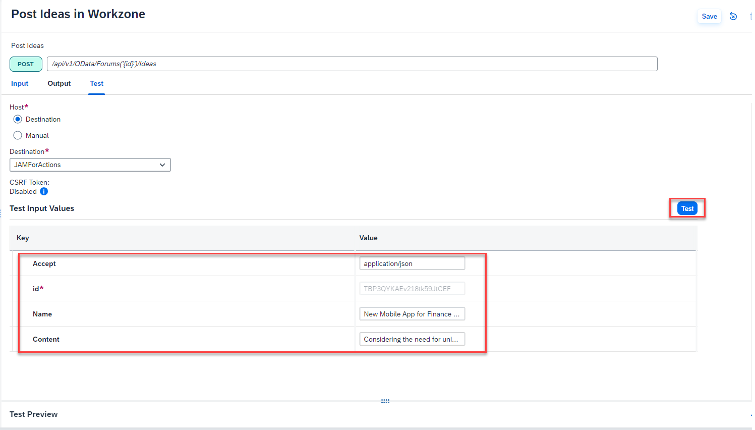 Post Ideas in Workzone
Save
Post Ideas
POST /api/v1/OData/Forums('{id}')/Ideas
Input Output Test
Host*
Destination
Manual
Destination*
JAMForActions
CSRF Token:
Disabled
Test Input Values
Test
Key Value
Accept application/json
id*
Name New Mobile App for Finance ...
Content Considering the need for uni...
Test Preview